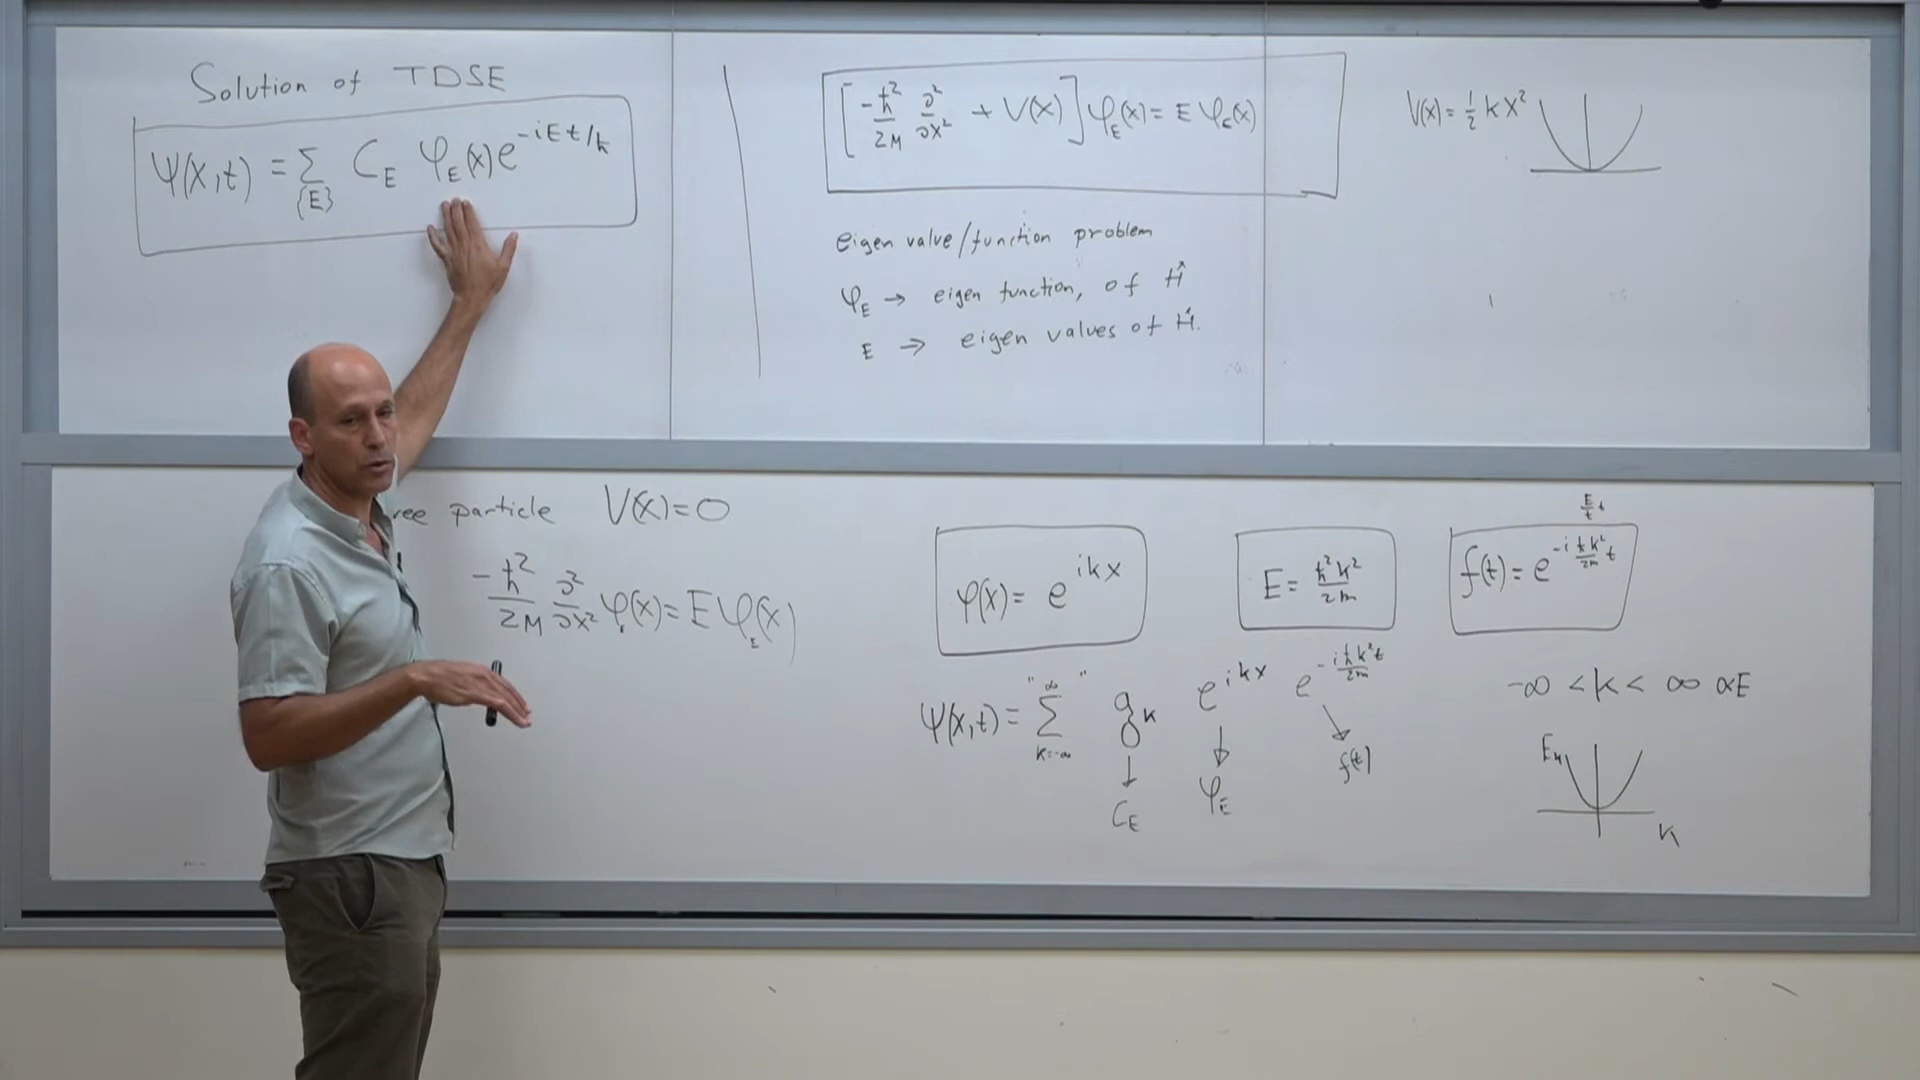 Solution of TDSE
Ψ(x,t) = Σ_{E} C_E φ_E(x) e^{-iEt/ħ}
[-ħ²/2M ∂²/∂x² + V(x)] φ_E(x) = E φ_E(x)
eigen value/function problem
φ_E → eigen function, of Ĥ
E → eigen values of Ĥ.
V(x) = ½ k x²
ree particle V(x)=0
-ħ²/2M ∂²/∂x² φ_E(x) = E φ_E(x)
φ(x) = e^{ikx}
E = ħ²k²/2m
E/ħ t
f(t) = e^{-i ħk²/2m t}
Ψ(x,t) = "Σ_{k=-∞}^{∞}" g_k e^{ikx} e^{-iħk²t/2m}
↓ C_E
↓ φ_E
↘ f(t)
-∞ < k < ∞ ∝E
E_k
k